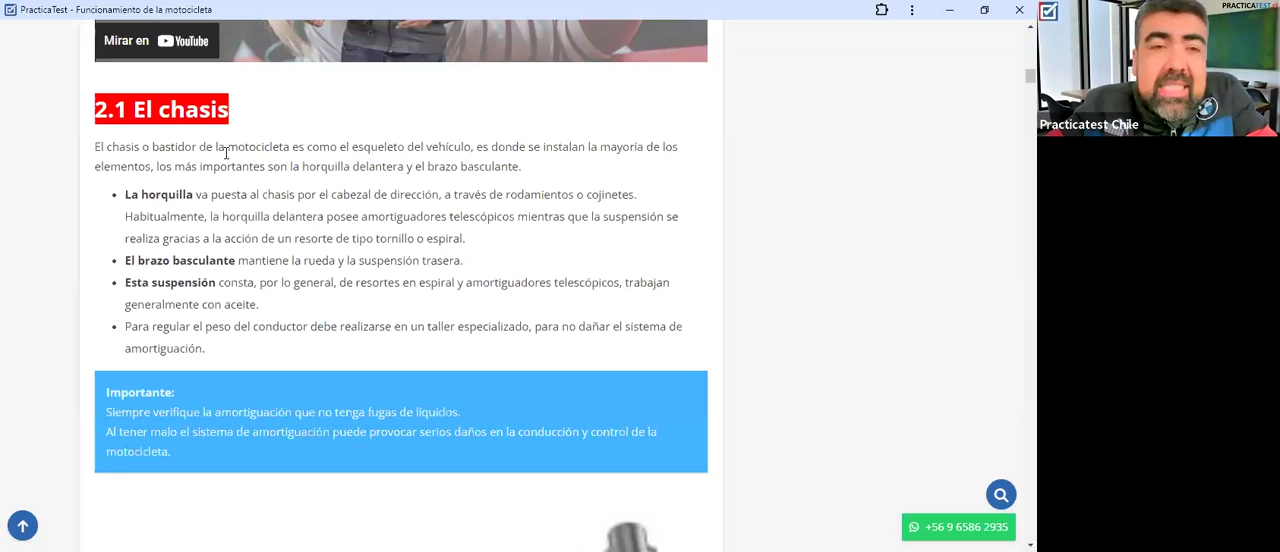 PracticaTest - Funcionamiento de la motocicleta
PRACTICATEST.cl
Mirar en YouTube
Practicatest Chile
2.1 El chasis
El chasis o bastidor de la motocicleta es como el esqueleto del vehículo, es donde se instalan la mayoría de los
elementos, los más importantes son la horquilla delantera y el brazo basculante.
• La horquilla va puesta al chasis por el cabezal de dirección, a través de rodamientos o cojinetes.
Habitualmente, la horquilla delantera posee amortiguadores telescópicos mientras que la suspensión se
realiza gracias a la acción de un resorte de tipo tornillo o espiral.
• El brazo basculante mantiene la rueda y la suspensión trasera.
• Esta suspensión consta, por lo general, de resortes en espiral y amortiguadores telescópicos, trabajan
generalmente con aceite.
• Para regular el peso del conductor debe realizarse en un taller especializado, para no dañar el sistema de
amortiguación.
Importante:
Siempre verifique la amortiguación que no tenga fugas de líquidos.
Al tener malo el sistema de amortiguación puede provocar serios daños en la conducción y control de la
motocicleta.
+56 9 6586 2935